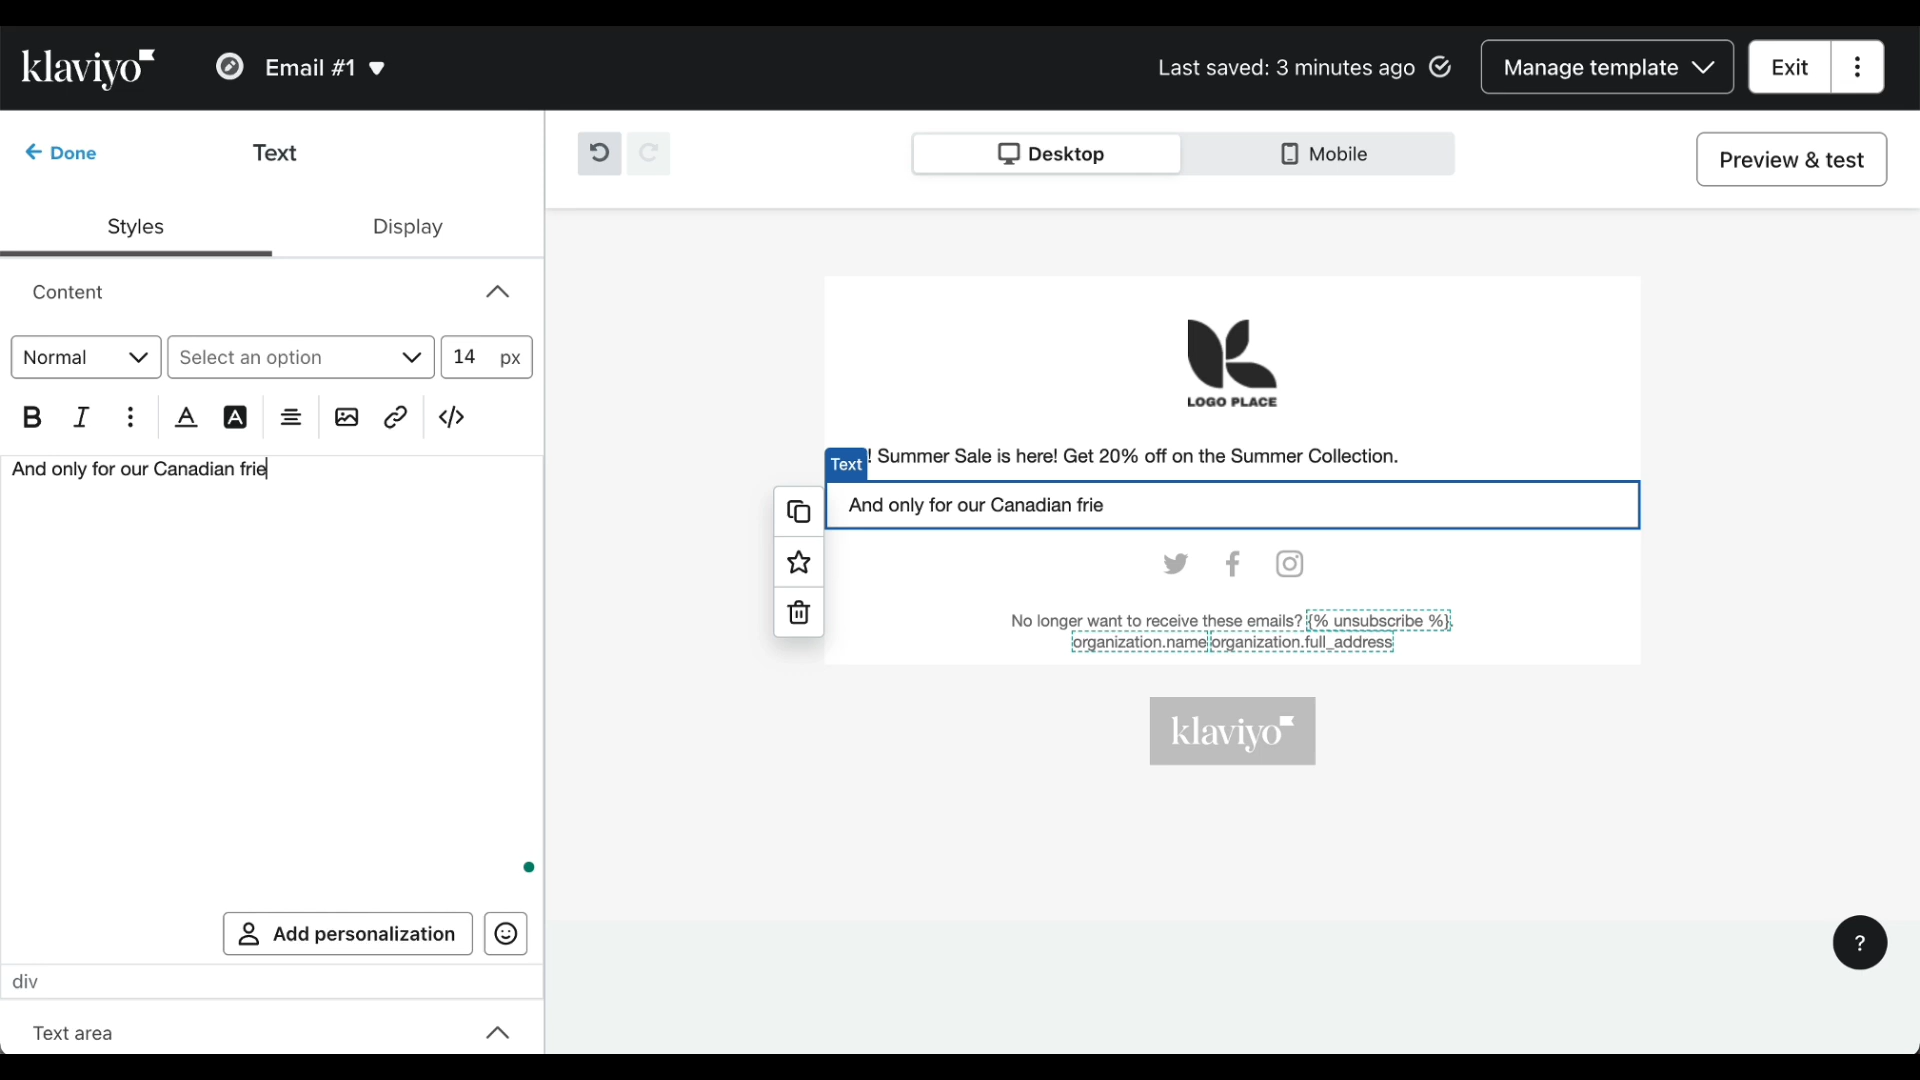 klaviyo
Email #1
Last saved: 3 minutes ago
Manage template
Exit
Done
Text
Desktop
Mobile
Preview & test
Styles
Display
Content
Normal
Select an option
14 px
B I
A A
And only for our Canadian frie
LOGO PLACE
! Summer Sale is here! Get 20% off on the Summer Collection.
Text
And only for our Canadian frie
No longer want to receive these emails? {% unsubscribe %}.
organization.name organization.full_address
klaviyo
Add personalization
?
div
Text area